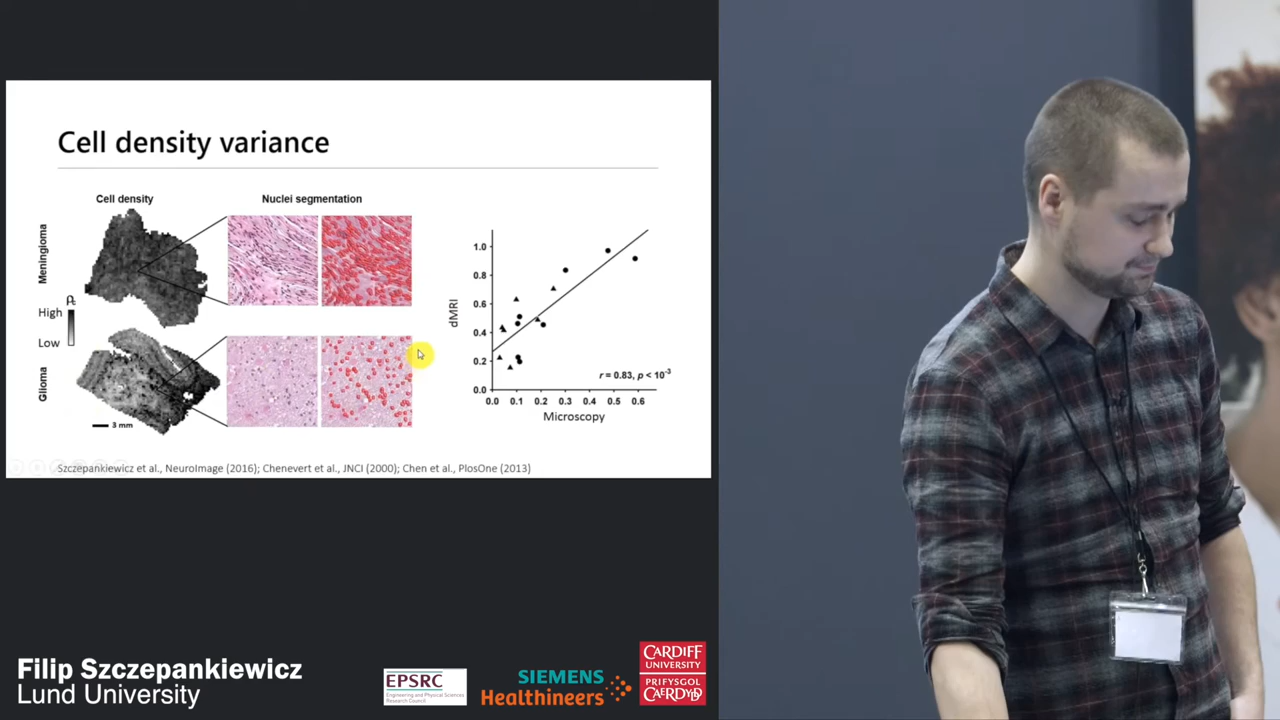 Cell density variance
Cell density
Nuclei segmentation
Meningioma
ρ
High
Low
Glioma
3 mm
dMRI
1.0
0.8
0.6
0.4
0.2
0.0
0.0 0.1 0.2 0.3 0.4 0.5 0.6
r = 0.83, p < 10-3
Microscopy
Szczepankiewicz et al., NeuroImage (2016); Chenevert et al., JNCI (2000); Chen et al., PlosOne (2013)
Filip Szczepankiewicz
Lund University
EPSRC
Engineering and Physical Sciences
Research Council
SIEMENS
Healthineers
CARDIFF
UNIVERSITY
PRIFYSGOL
CAERDYDD